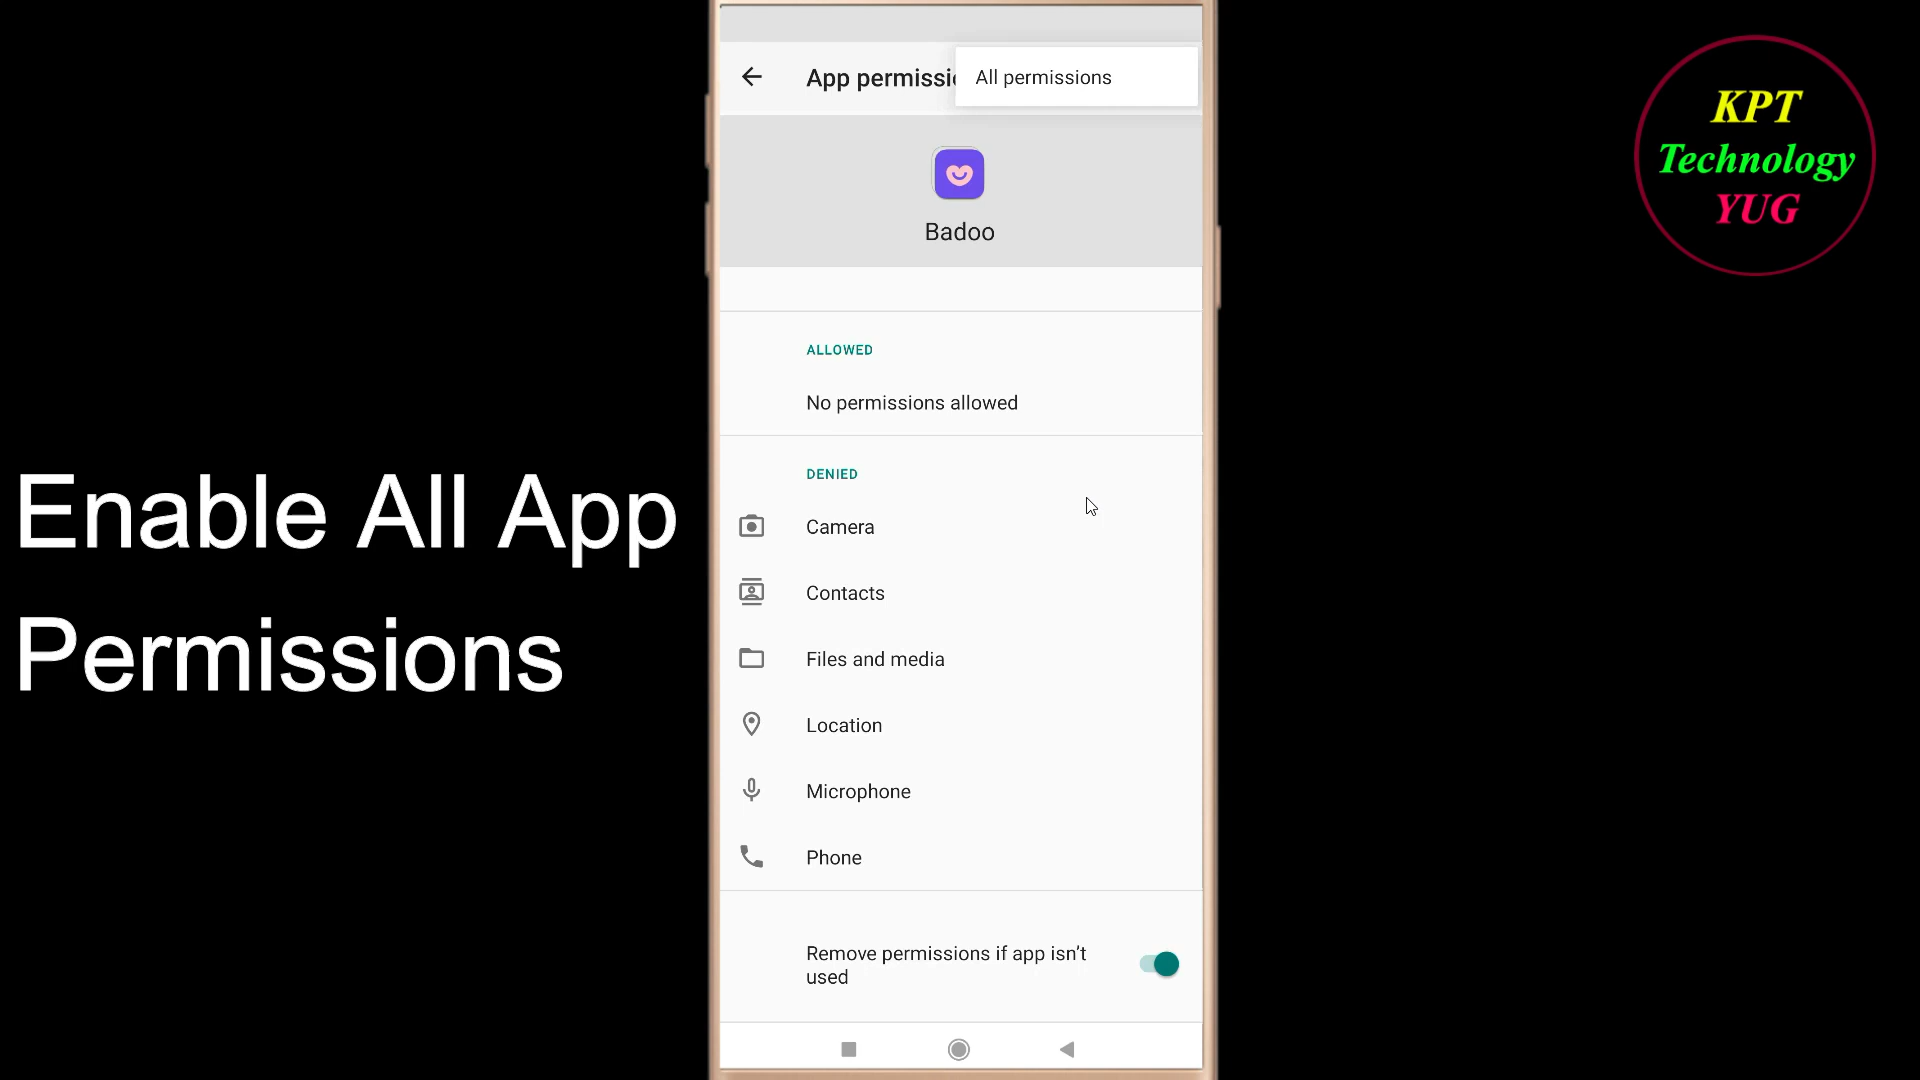 App permissi
All permissions
Badoo
ALLOWED
No permissions allowed
DENIED
Camera
Contacts
Files and media
Location
Microphone
Phone
Remove permissions if app isn’t
used
Enable All App
Permissions
KPT
Technology
YUG